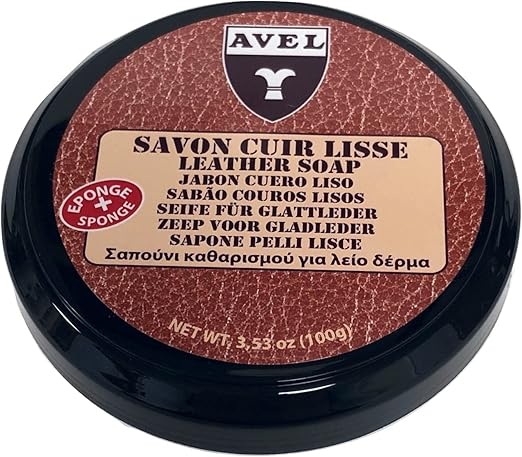 AVEL
SAVON CUIR LISSE
LEATHER SOAP
JABON CUERO LISO
SABÃO COUROS LISOS
SEIFE FÜR GLATTLEDER
ZEEP VOOR GLADLEDER
SAPONE PELLI LISCE
Σαπούνι καθαρισμού για λείο δέρμα
EPONGE
+
SPONGE
NET WT, 3,53 oz (100g)